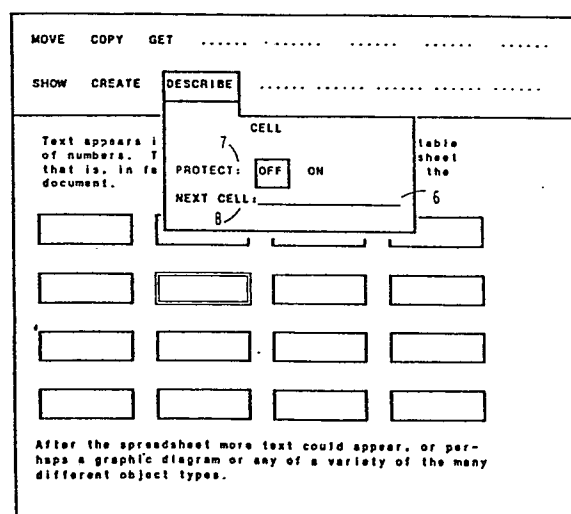 MOVE COPY GET ...... ...... ...... ...... ......
SHOW CREATE DESCRIBE ...... ...... ...... ...... ......
CELL
7
PROTECT: OFF ON
NEXT CELL:
6
8
Text appears i table
of numbers. T sheet
that is, in fa the
document.
After the spreadsheet more text could appear, or per-
haps a graphic diagram or any of a variety of the many
different object types.